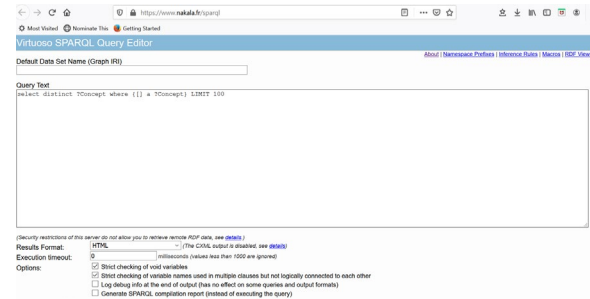 https://www.nakala.fr/sparql
Most Visited Nominate This Getting Started
Virtuoso SPARQL Query Editor
About | Namespace Prefixes | Inference Rules | Macros | RDF View
Default Data Set Name (Graph IRI)
Query Text
select distinct ?Concept where {[] a ?Concept} LIMIT 100
(Security restrictions of this server do not allow you to retrieve remote RDF data, see details.)
Results Format: HTML (The CXML output is disabled, see details)
Execution timeout: 0 milliseconds (values less than 1000 are ignored)
Options: Strict checking of void variables
Strict checking of variable names used in multiple clauses but not logically connected to each other
Log debug info at the end of output (has no effect on some queries and output formats)
Generate SPARQL compilation report (instead of executing the query)